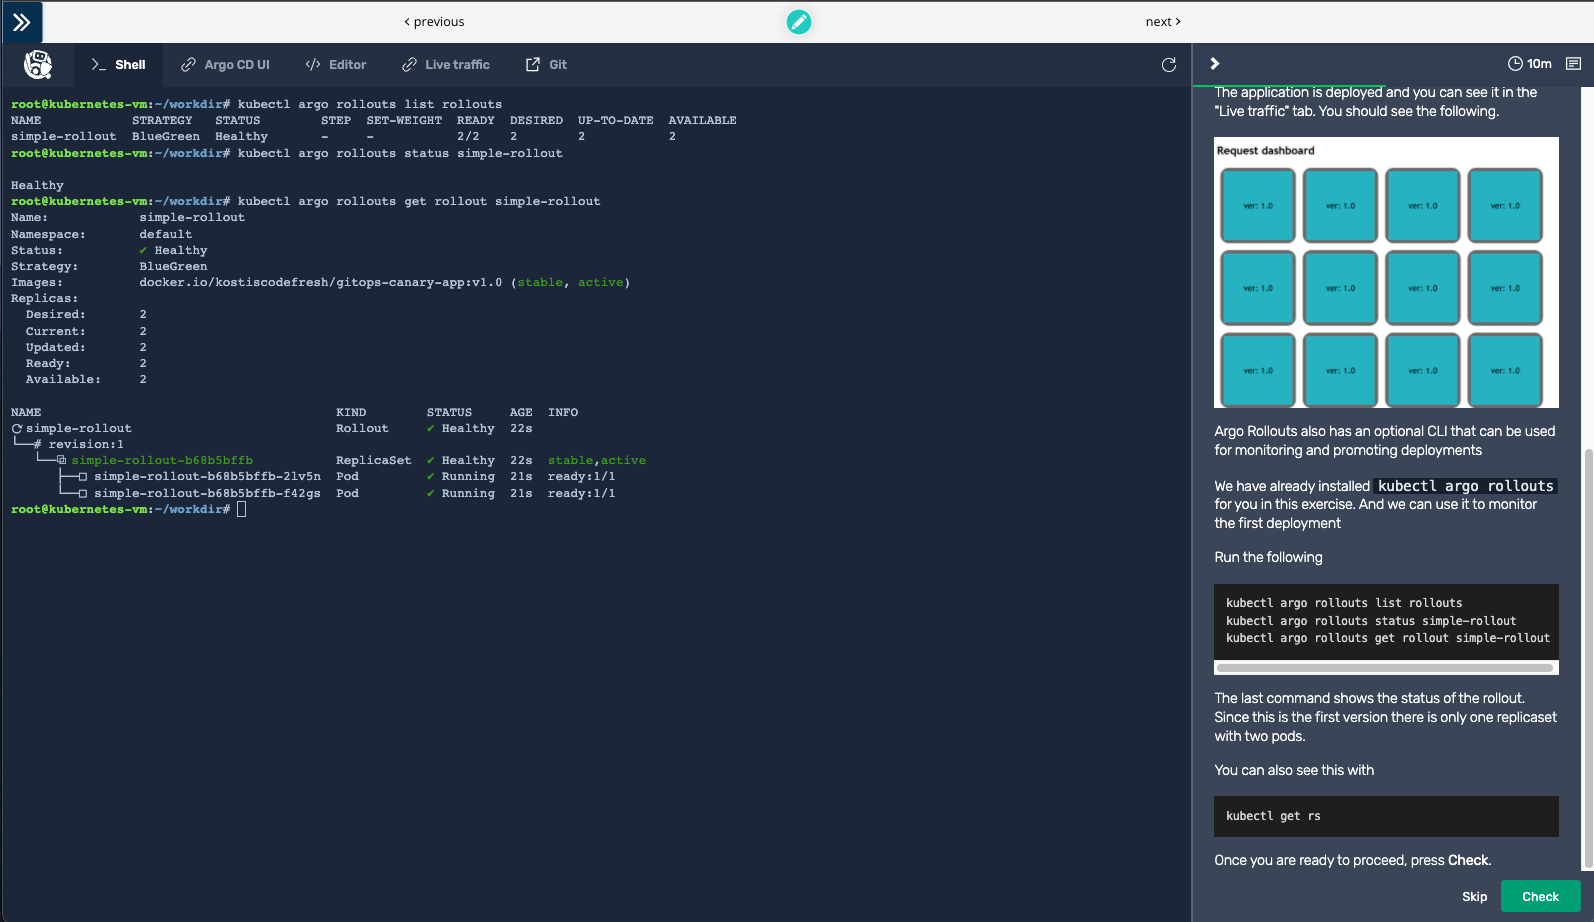 previous
next
Shell
Argo CD UI
Editor
Live traffic
Git
10m
root@kubernetes-vm:~/workdir# kubectl argo rollouts list rollouts
NAME STRATEGY STATUS STEP SET-WEIGHT READY DESIRED UP-TO-DATE AVAILABLE
simple-rollout BlueGreen Healthy - - 2/2 2 2 2
root@kubernetes-vm:~/workdir# kubectl argo rollouts status simple-rollout
Healthy
root@kubernetes-vm:~/workdir# kubectl argo rollouts get rollout simple-rollout
Name: simple-rollout
Namespace: default
Status: ✔ Healthy
Strategy: BlueGreen
Images: docker.io/kostiscodefresh/gitops-canary-app:v1.0 (stable, active)
Replicas:
Desired: 2
Current: 2
Updated: 2
Ready: 2
Available: 2
NAME KIND STATUS AGE INFO
simple-rollout Rollout ✔ Healthy 22s
# revision:1
simple-rollout-b68b5bffb ReplicaSet ✔ Healthy 22s stable,active
simple-rollout-b68b5bffb-2lv5n Pod ✔ Running 21s ready:1/1
simple-rollout-b68b5bffb-f42gs Pod ✔ Running 21s ready:1/1
root@kubernetes-vm:~/workdir#
The application is deployed and you can see it in the
"Live traffic" tab. You should see the following.
Request dashboard
ver: 1.0 ver: 1.0 ver: 1.0 ver: 1.0
ver: 1.0 ver: 1.0 ver: 1.0 ver: 1.0
ver: 1.0 ver: 1.0 ver: 1.0 ver: 1.0
Argo Rollouts also has an optional CLI that can be used
for monitoring and promoting deployments
We have already installed kubectl argo rollouts
for you in this exercise. And we can use it to monitor
the first deployment
Run the following
kubectl argo rollouts list rollouts
kubectl argo rollouts status simple-rollout
kubectl argo rollouts get rollout simple-rollout
The last command shows the status of the rollout.
Since this is the first version there is only one replicaset
with two pods.
You can also see this with
kubectl get rs
Once you are ready to proceed, press Check.
Skip
Check